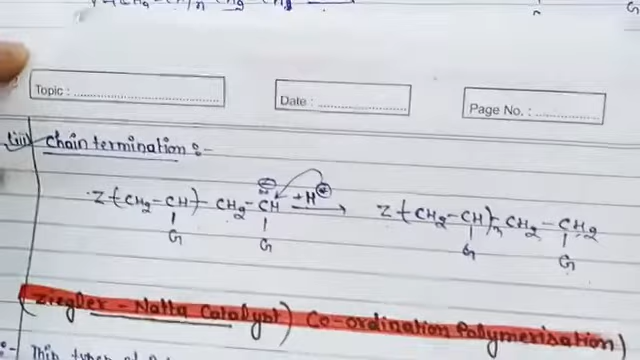 Topic : ........................
Date : ........................
Page No. : ..................
(iii) Chain termination :-
Z-(CH2-CH)-CH2-CH⊖ +H⊕ → Z-(CH2-CH)n-CH2-CH2
G G G G
(Ziegler-Natta Catalyst) Co-ordination Polymerisation)